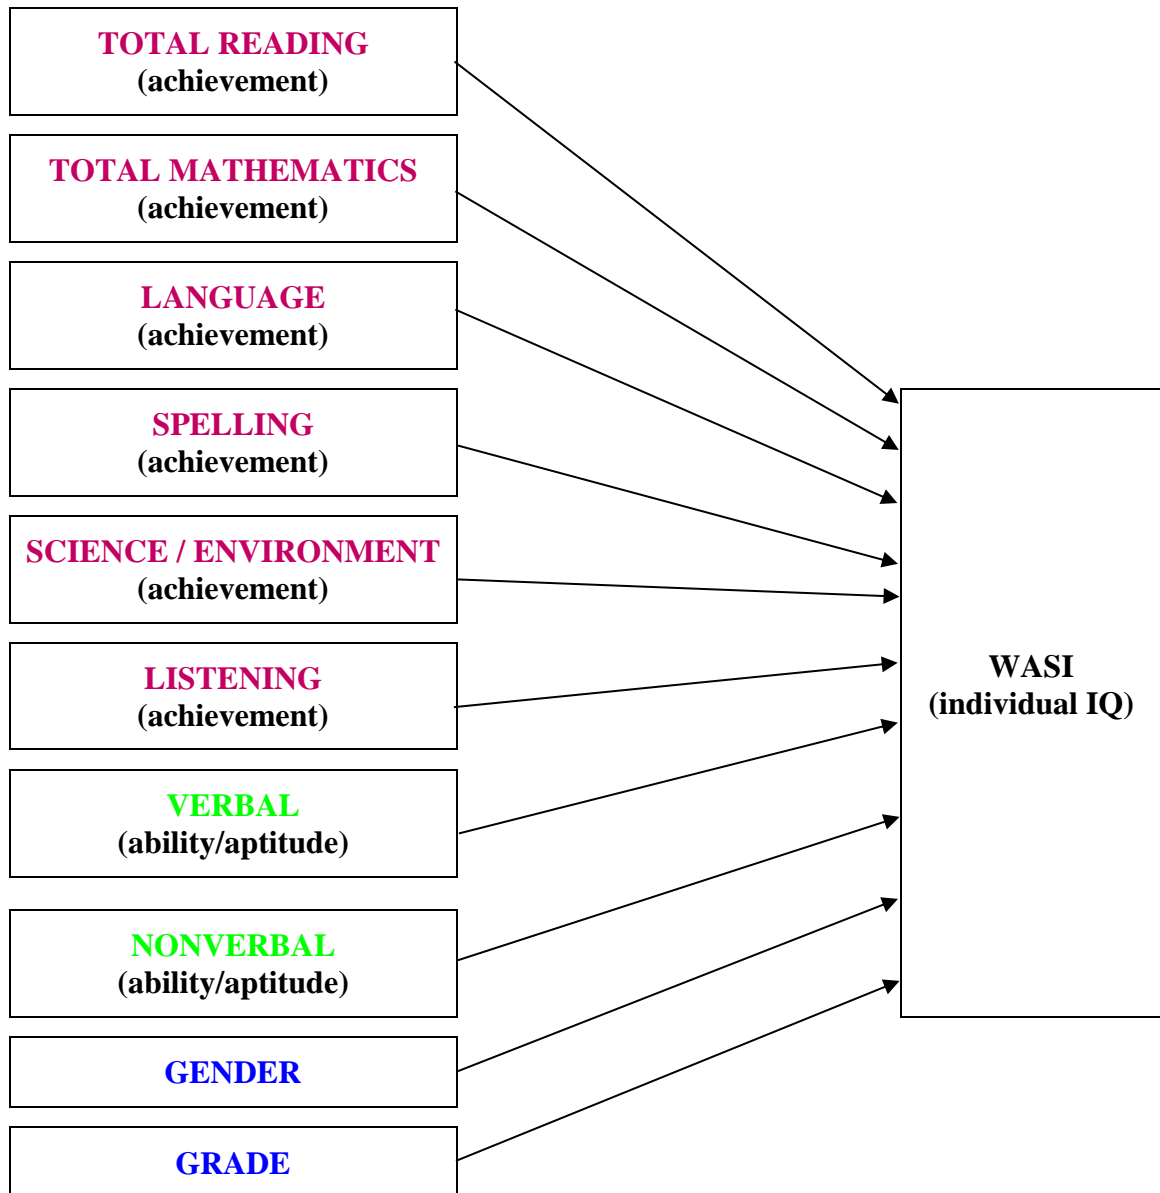 TOTAL READING
(achievement)
TOTAL MATHEMATICS
(achievement)
LANGUAGE
(achievement)
SPELLING
(achievement)
SCIENCE / ENVIRONMENT
(achievement)
LISTENING
(achievement)
VERBAL
(ability/aptitude)
NONVERBAL
(ability/aptitude)
GENDER
GRADE
WASI
(individual IQ)